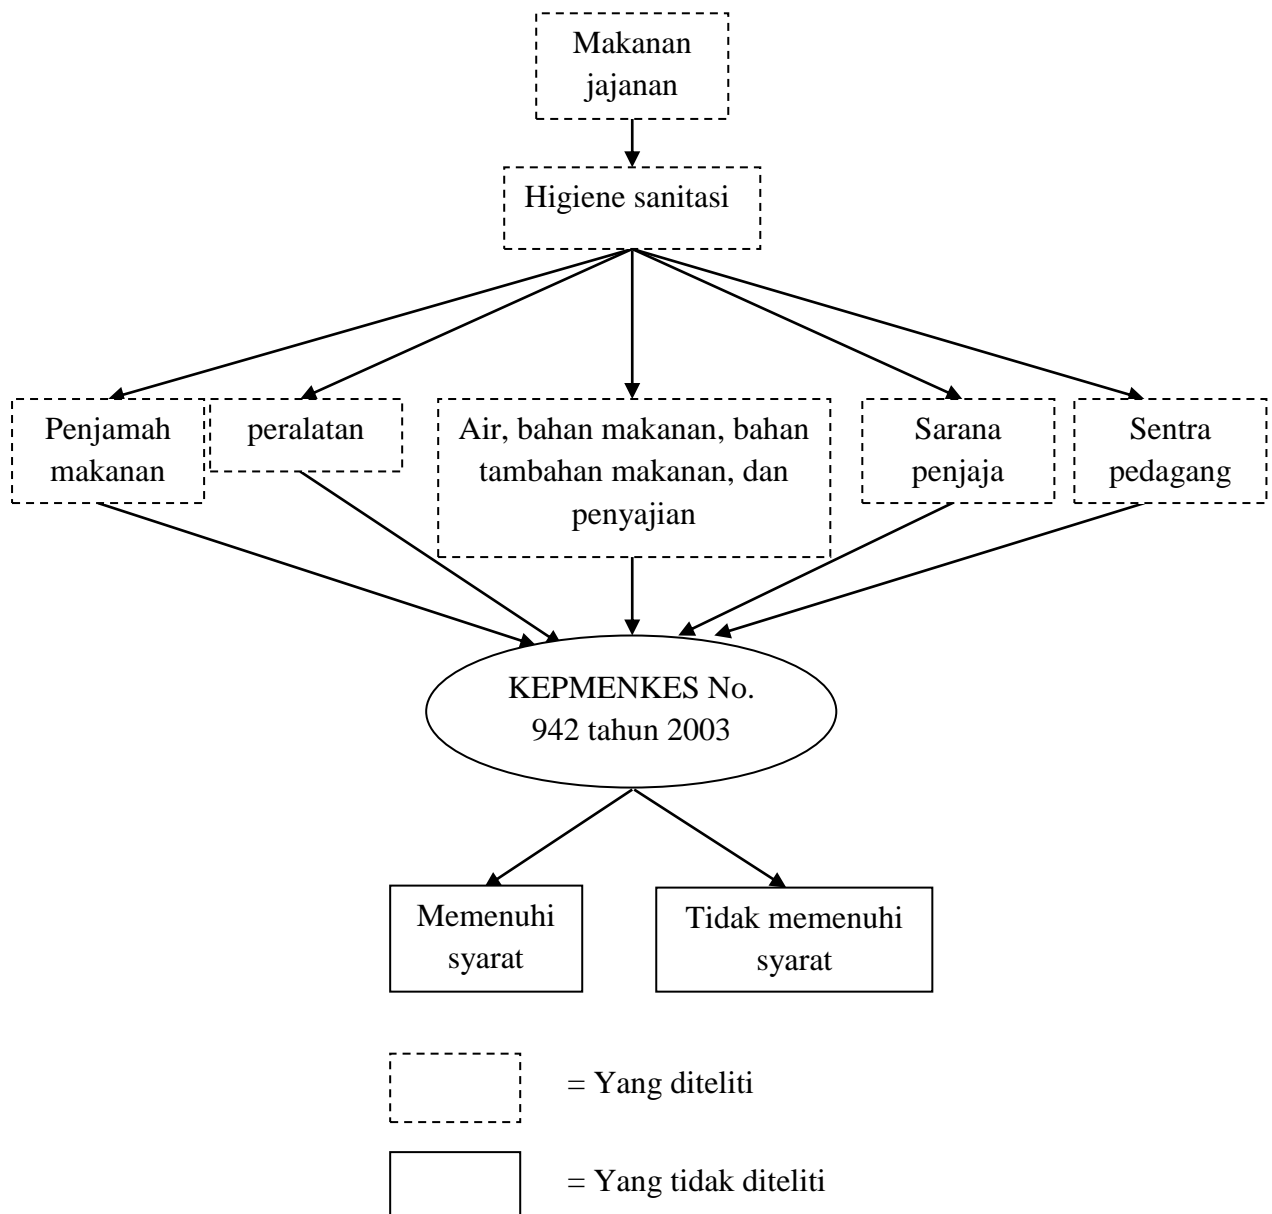 Makanan
jajanan
Higiene sanitasi
Penjamah
makanan
peralatan
Air, bahan makanan, bahan
tambahan makanan, dan
penyajian
Sarana
penjaja
Sentra
pedagang
KEPMENKES No.
942 tahun 2003
Memenuhi
syarat
Tidak memenuhi
syarat
= Yang diteliti
= Yang tidak diteliti